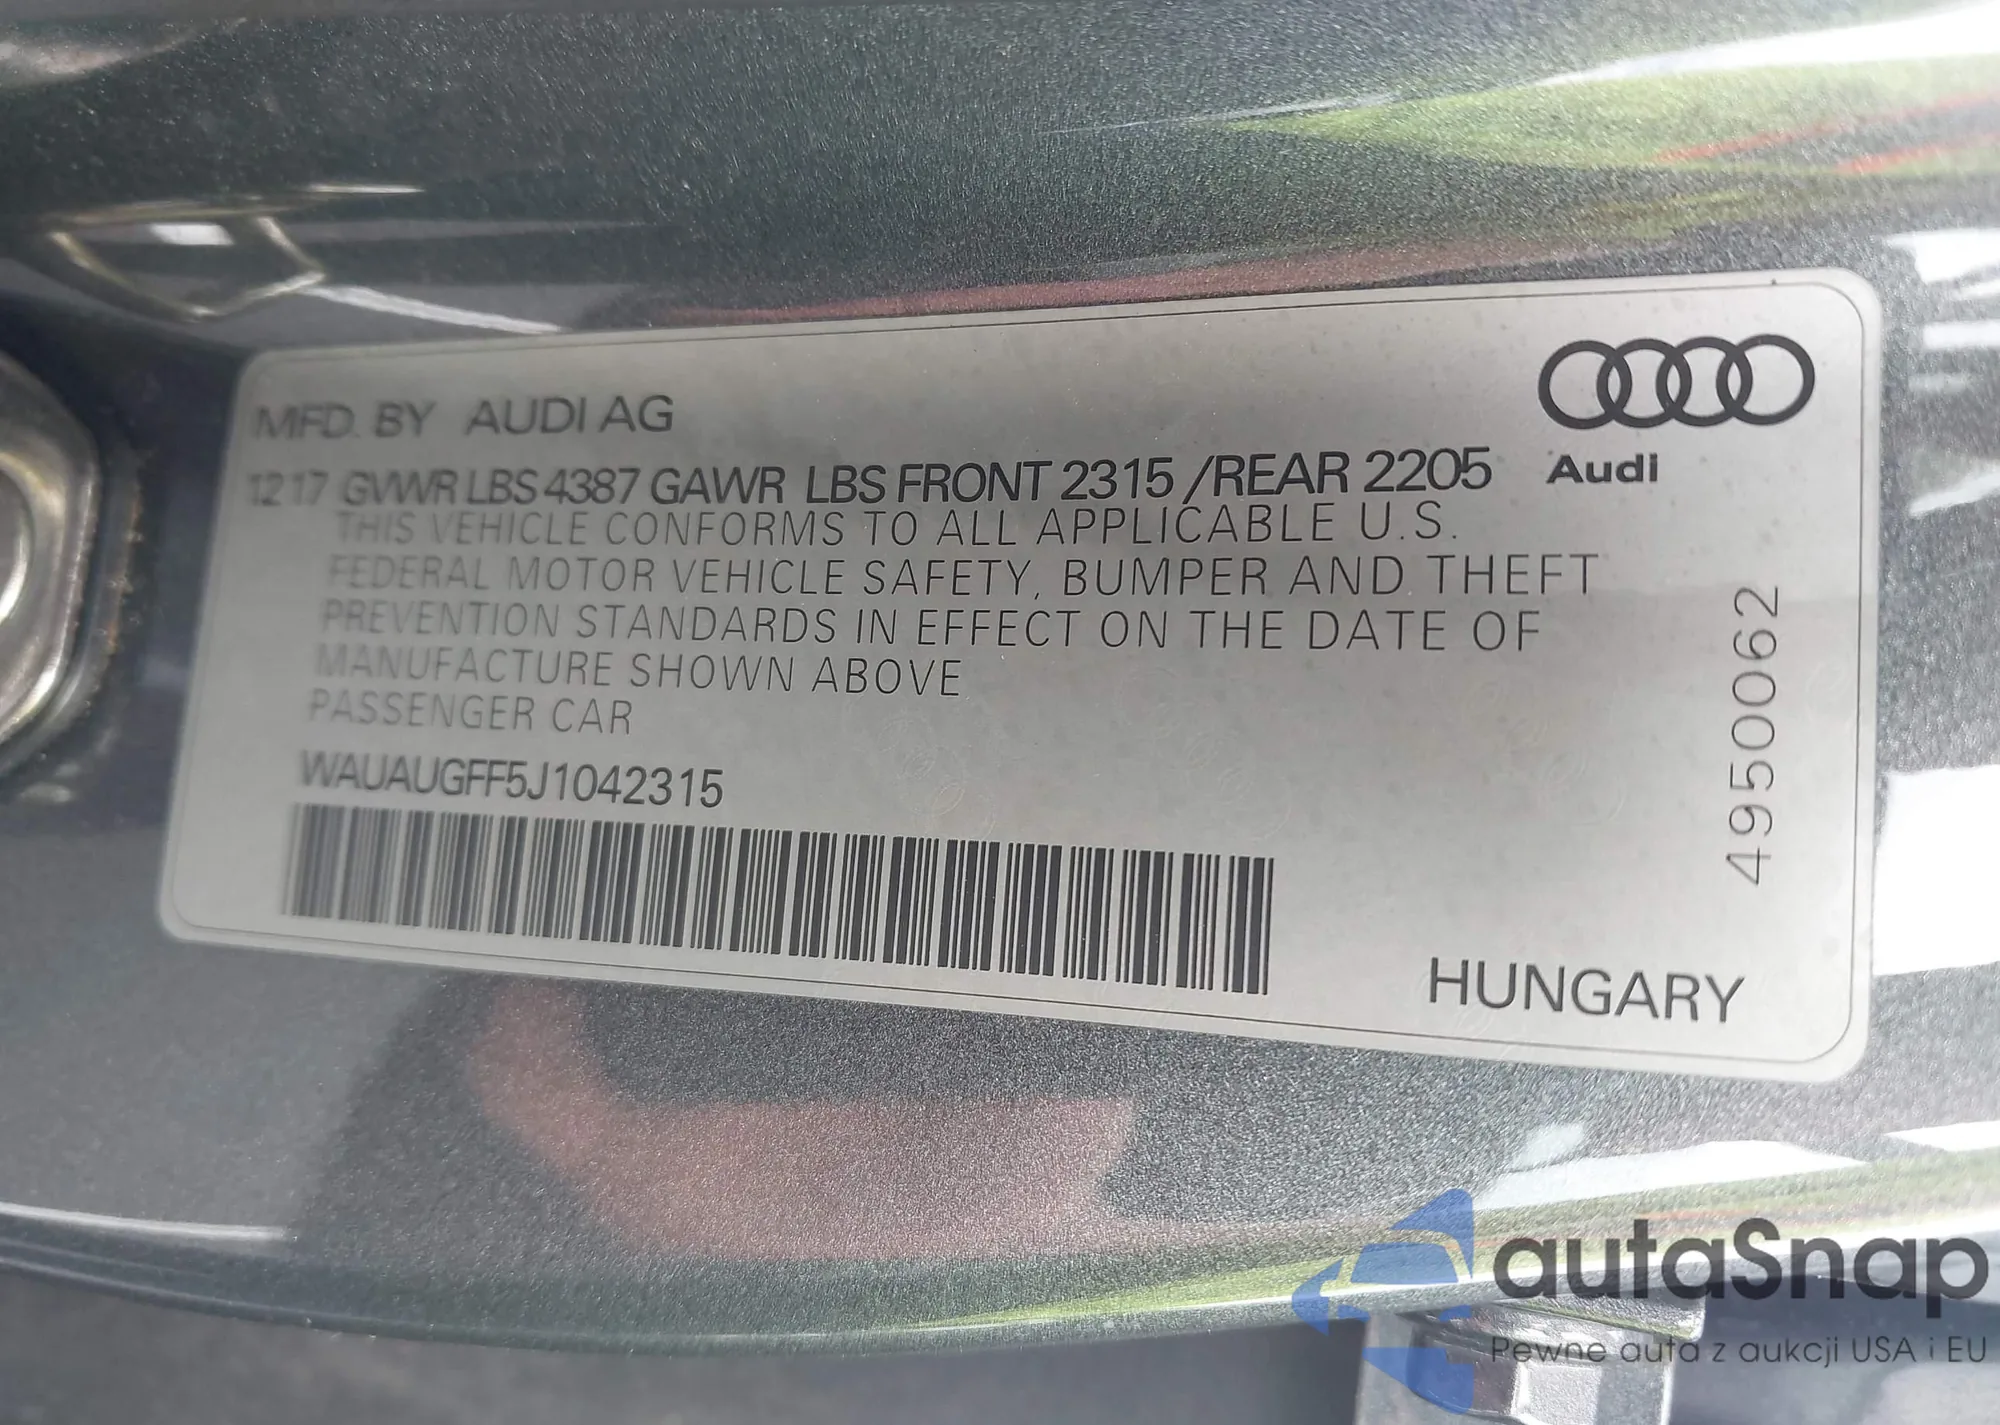 MFD. BY AUDI AG
12 17 GVWR LBS 4387 GAWR LBS FRONT 2315 /REAR 2205
Audi
THIS VEHICLE CONFORMS TO ALL APPLICABLE U.S.
FEDERAL MOTOR VEHICLE SAFETY, BUMPER AND THEFT
PREVENTION STANDARDS IN EFFECT ON THE DATE OF
MANUFACTURE SHOWN ABOVE
PASSENGER CAR
WAUAUGFF5J1042315
4950062
HUNGARY
autaSnap
Pewne auta z aukcji USA i EU